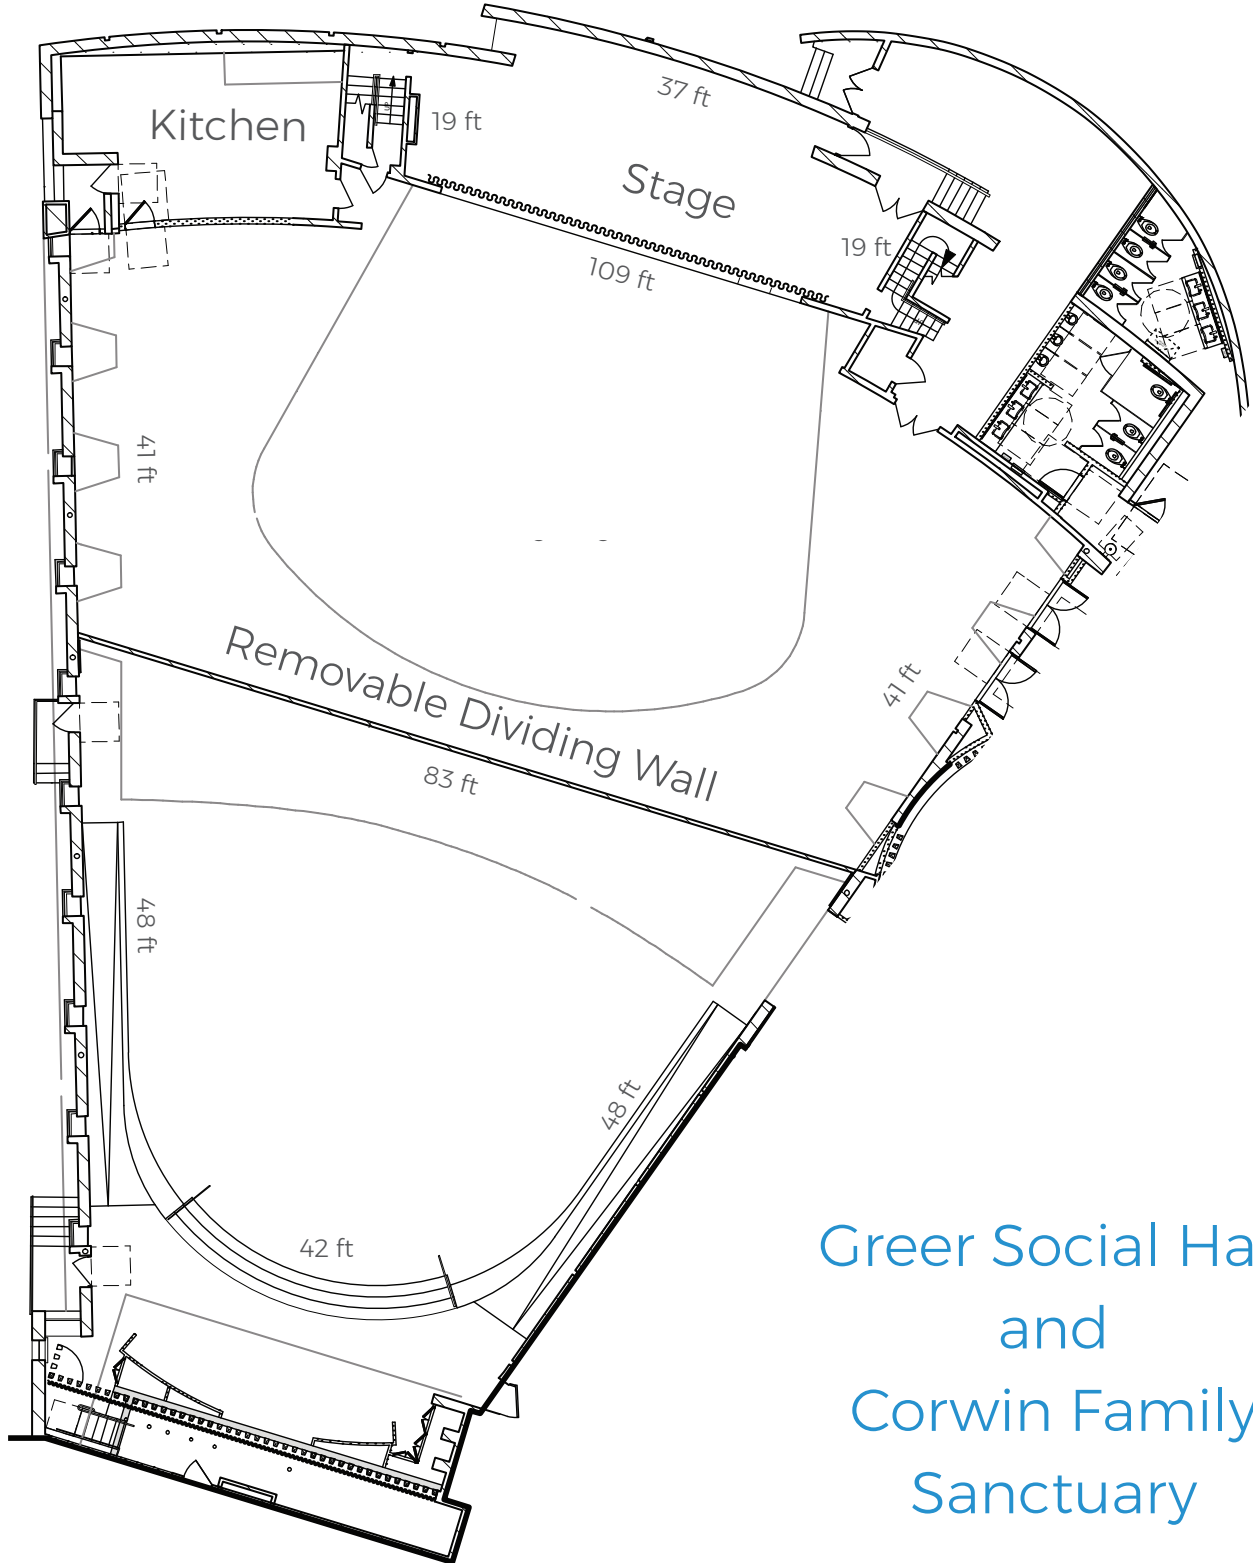 37 ft
Kitchen
19 ft
Stage
19 ft
109 ft
41 ft
Removable Dividing Wall
41 ft
83 ft
48 ft
48 ft
42 ft
Greer Social Ha
and
Corwin Family
Sanctuary